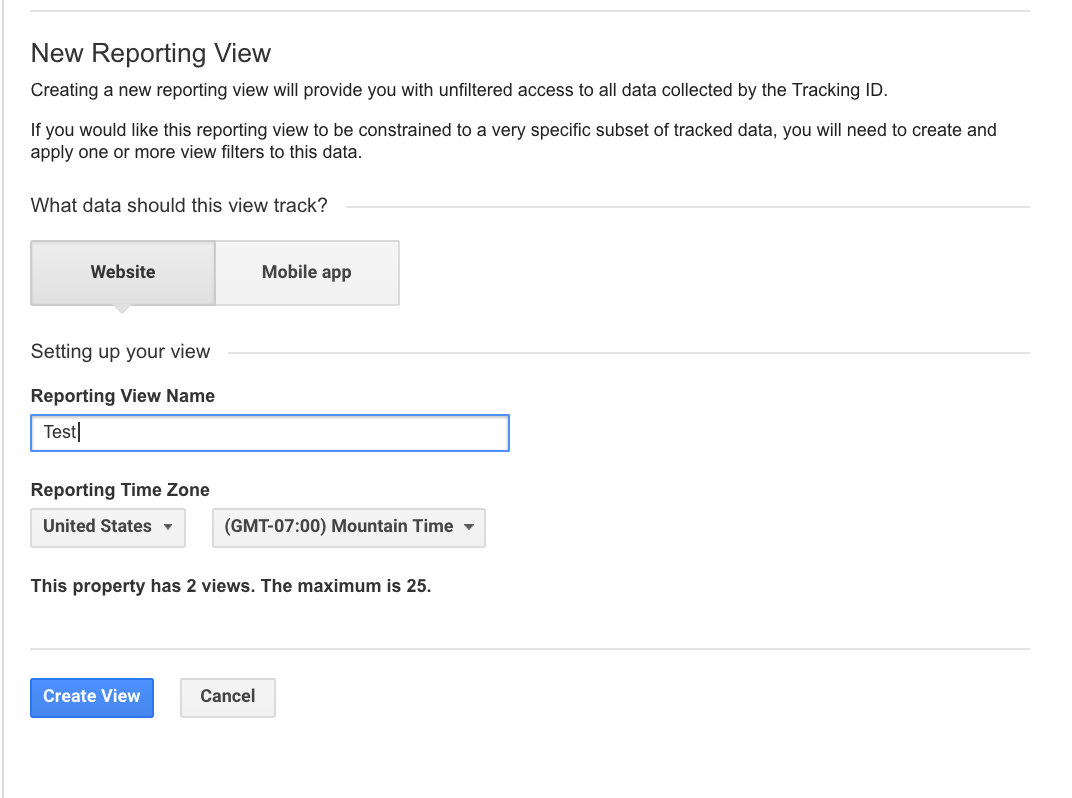 New Reporting View
Creating a new reporting view will provide you with unfiltered access to all data collected by the Tracking ID.
If you would like this reporting view to be constrained to a very specific subset of tracked data, you will need to create and
apply one or more view filters to this data.
What data should this view track?
Website
Mobile app
Setting up your view
Reporting View Name
Test
Reporting Time Zone
United States
(GMT-07:00) Mountain Time
This property has 2 views. The maximum is 25.
Create View
Cancel